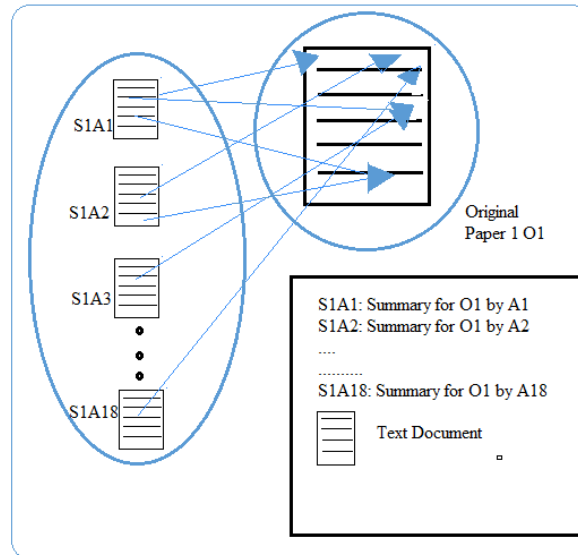 S1A1
S1A2
S1A3
S1A18
Original
Paper 1 O1
S1A1: Summary for O1 by A1
S1A2: Summary for O1 by A2
....
..........
S1A18: Summary for O1 by A18
Text Document